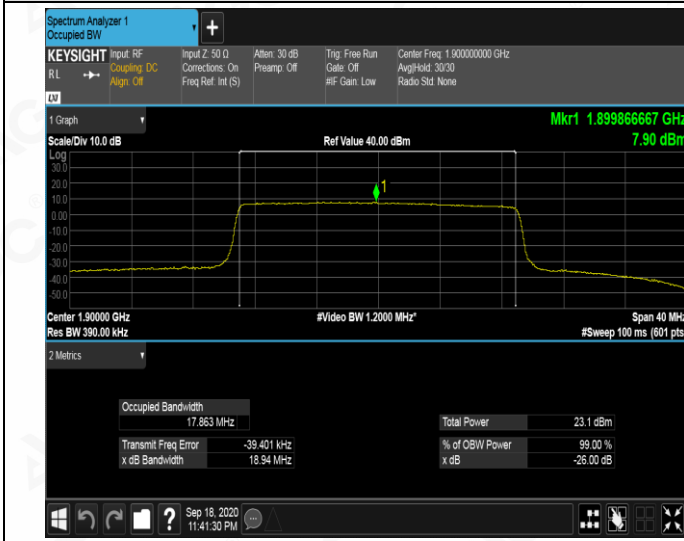 Spectrum Analyzer 1
Occupied BW
+
KEYSIGHT Input: RF Input Z: 50 Ω Atten: 30 dB Trig: Free Run Center Freq: 1.900000000 GHz
RL Coupling: DC Corrections: On Preamp: Off Gate: Off Avg|Hold: 30/30
Align: Off Freq Ref: Int (S) #IF Gain: Low Radio Std: None
LXI
1 Graph Mkr1 1.899866667 GHz
Scale/Div 10.0 dB Ref Value 40.00 dBm 7.90 dBm
Log
30.0
20.0
1
10.0
0.00
-10.0
-20.0
-30.0
-40.0
-50.0
Center 1.90000 GHz #Video BW 1.2000 MHz* Span 40 MHz
Res BW 390.00 kHz #Sweep 100 ms (601 pts)
2 Metrics
Occupied Bandwidth
17.863 MHz Total Power 23.1 dBm
Transmit Freq Error -39.401 kHz % of OBW Power 99.00 %
x dB Bandwidth 18.94 MHz x dB -26.00 dB
? Sep 18, 2020
11:41:30 PM